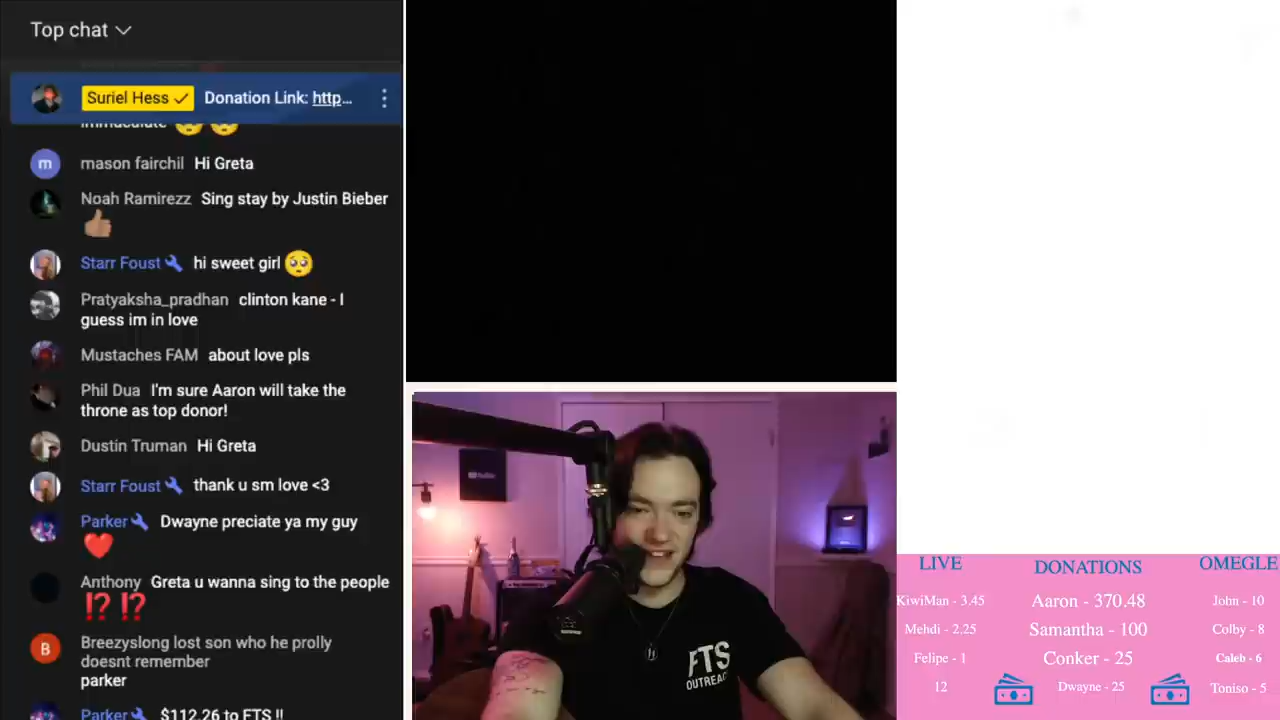 Top chat
Suriel Hess Donation Link: http...
immaculate
m mason fairchil Hi Greta
Noah Ramirezz Sing stay by Justin Bieber
Starr Foust hi sweet girl
Pratyaksha_pradhan clinton kane - I
guess im in love
Mustaches FAM about love pls
Phil Dua I'm sure Aaron will take the
throne as top donor!
Dustin Truman Hi Greta
Starr Foust thank u sm love <3
Parker Dwayne preciate ya my guy
Anthony Greta u wanna sing to the people
⁉️ ⁉️
B Breezyslong lost son who he prolly
doesnt remember
parker
Parker $112.26 to FTS !!
FTS
OUTREACH
LIVE
KiwiMan - 3.45
Mehdi - 2.25
Felipe - 1
12
DONATIONS
Aaron - 370.48
Samantha - 100
Conker - 25
Dwayne - 25
OMEGLE
John - 10
Colby - 8
Caleb - 6
Toniso - 5